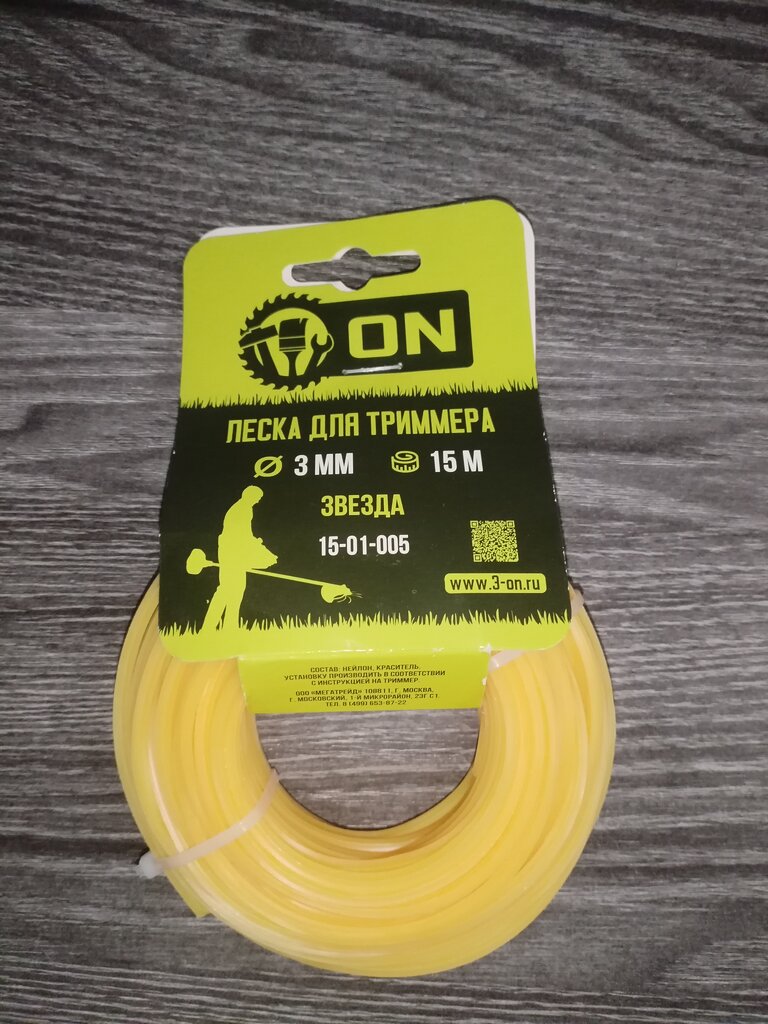 ON
ЛЕСКА ДЛЯ ТРИММЕРА
3 ММ 15 М
ЗВЕЗДА
15-01-005
www.3-on.ru
СОСТАВ: НЕЙЛОН, КРАСИТЕЛЬ.
УСТАНОВКУ ПРОИЗВОДИТЬ В СООТВЕТСТВИИ
С ИНСТРУКЦИЕЙ НА ТРИММЕР.
ООО «МЕГАТРЕЙД» 108811, Г. МОСКВА,
Г. МОСКОВСКИЙ, 1-Й МИКРОРАЙОН, 23Г С1.
ТЕЛ. 8 (499) 653-87-22